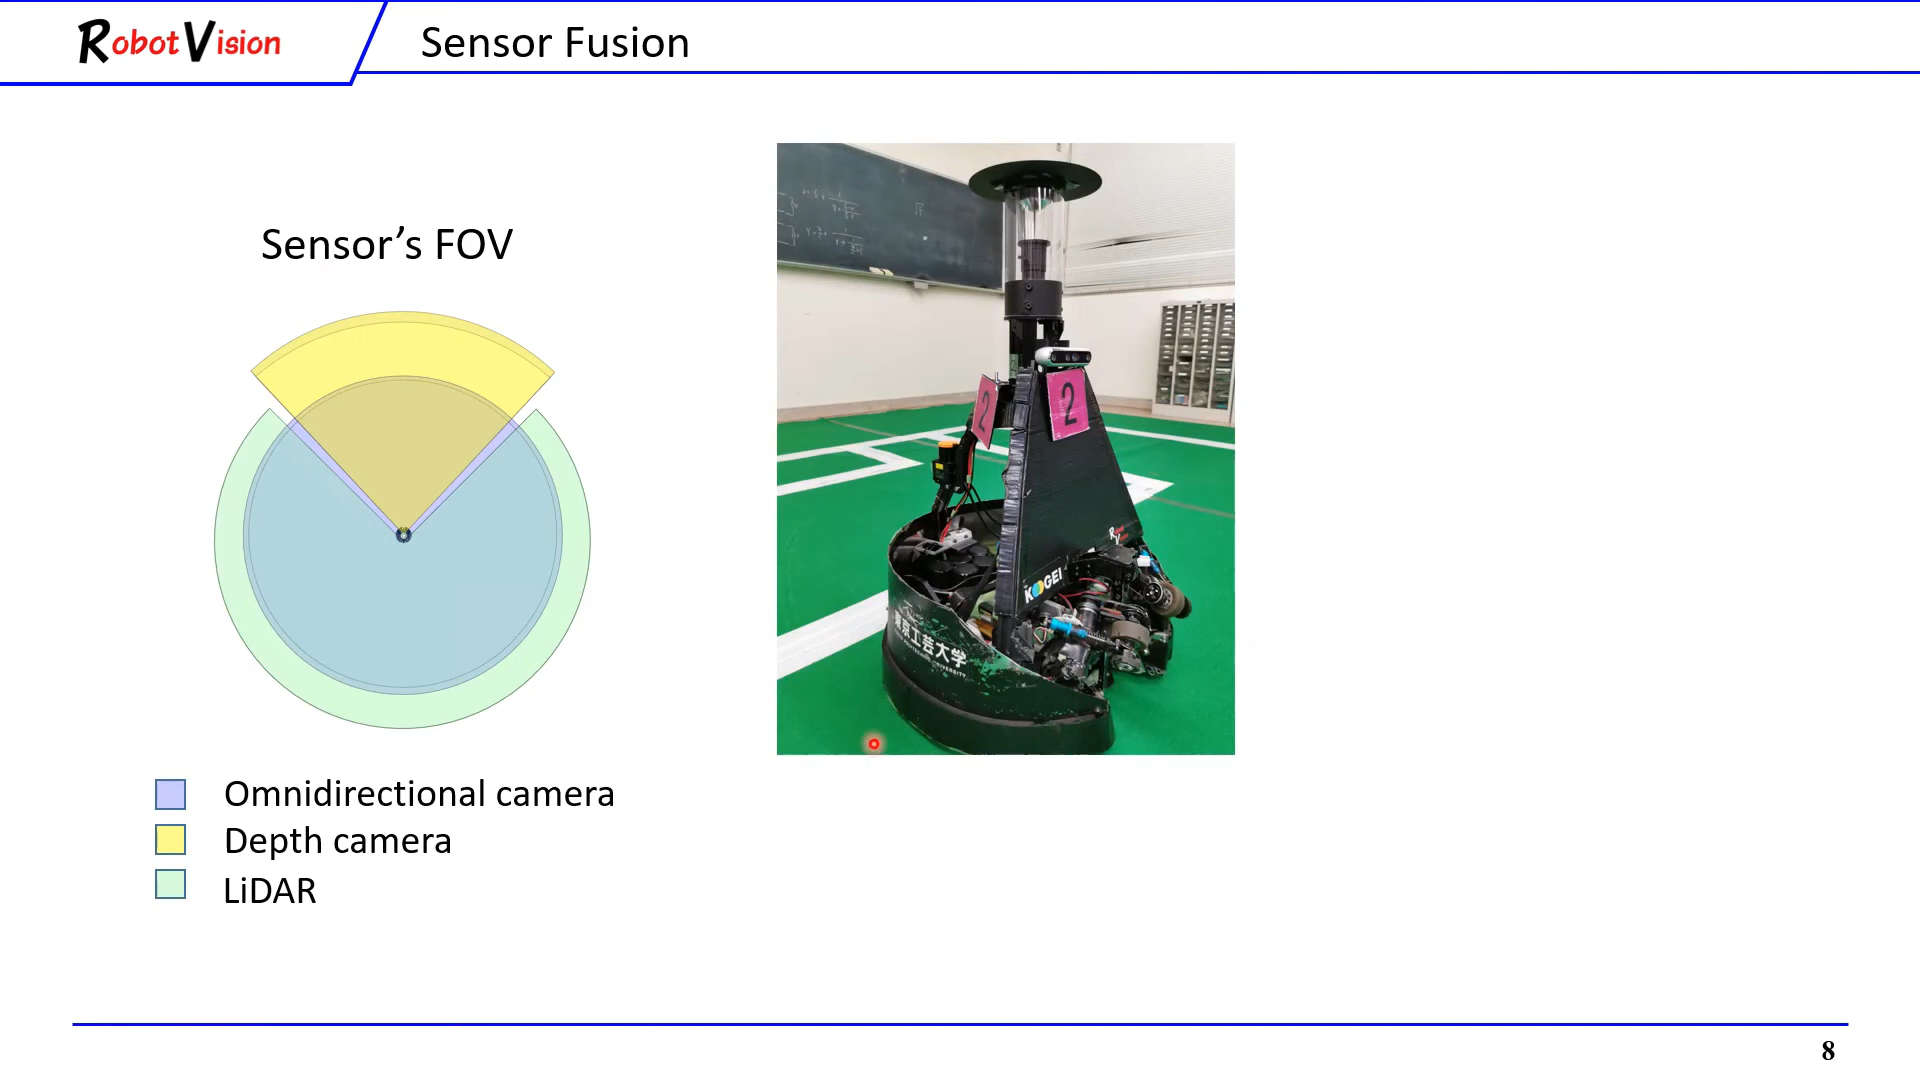 RobotVision
Sensor Fusion
Sensor's FOV
2
2
RV
KOGEI
東京工芸大学
Omnidirectional camera
Depth camera
LiDAR
8